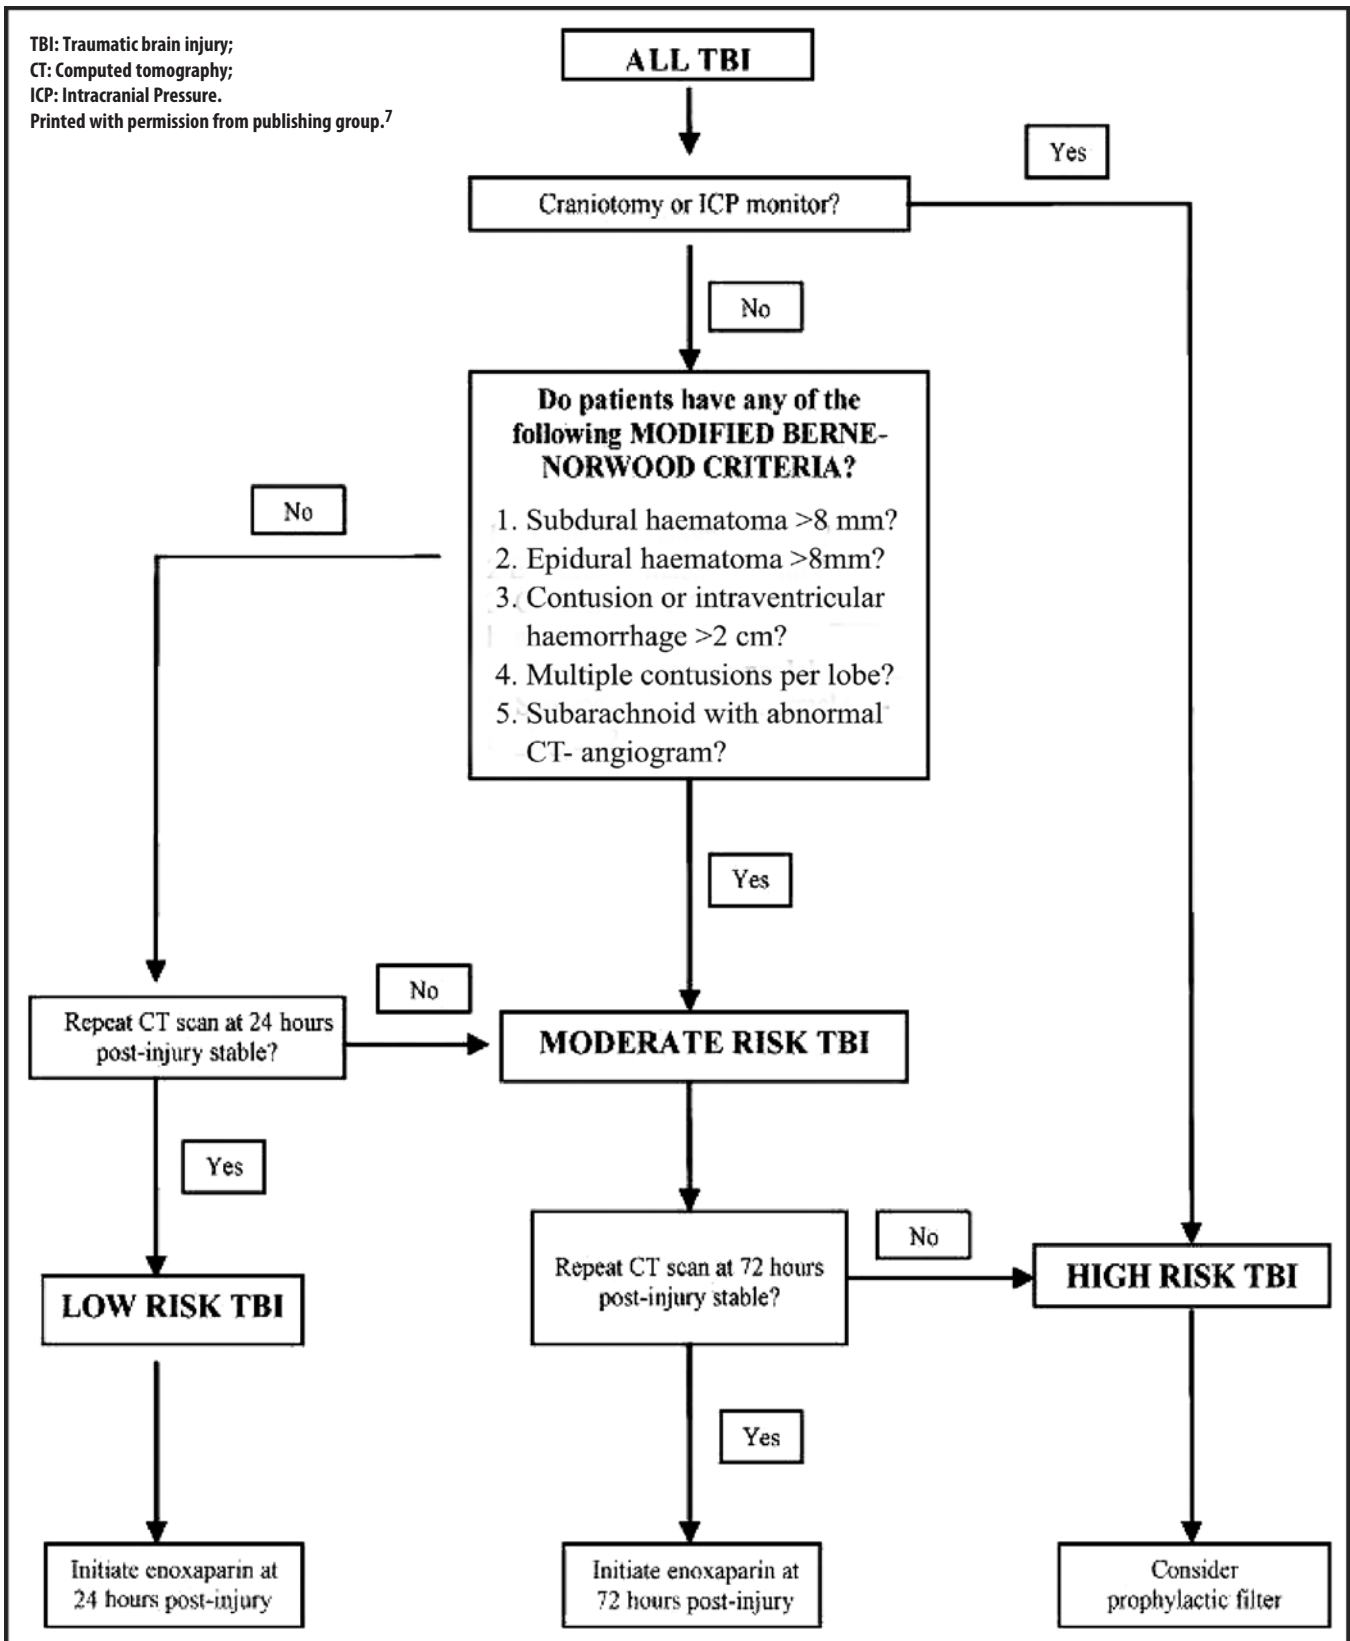 TBI: Traumatic brain injury;
CT: Computed tomography;
ICP: Intracranial Pressure.
Printed with permission from publishing group.7
ALL TBI
Yes
Craniotomy or ICP monitor?
No
Do patients have any of the
following MODIFIED BERNE-
NORWOOD CRITERIA?
1. Subdural haematoma >8 mm?
2. Epidural haematoma >8mm?
3. Contusion or intraventricular
haemorrhage >2 cm?
4. Multiple contusions per lobe?
5. Subarachnoid with abnormal
CT- angiogram?
No
Yes
Repeat CT scan at 24 hours
post-injury stable?
No
MODERATE RISK TBI
Yes
LOW RISK TBI
Repeat CT scan at 72 hours
post-injury stable?
No
HIGH RISK TBI
Yes
Initiate enoxaparin at
24 hours post-injury
Initiate enoxaparin at
72 hours post-injury
Consider
prophylactic filter